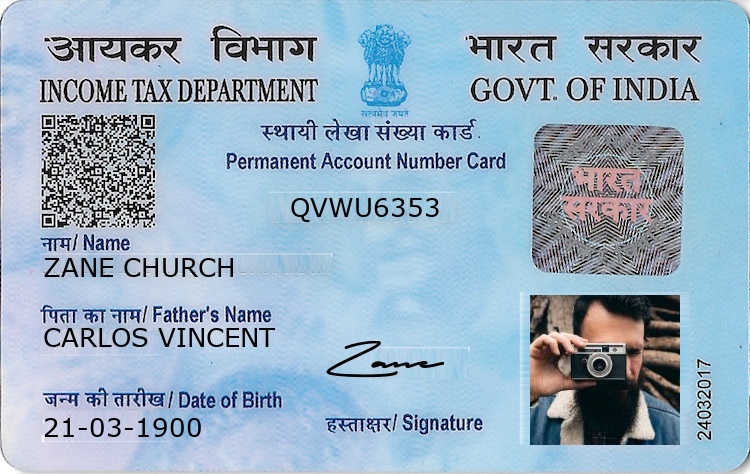 आयकर विभाग
भारत सरकार
INCOME TAX DEPARTMENT
GOVT. OF INDIA
सत्यमेव जयते
स्थायी लेखा संख्या कार्ड
Permanent Account Number Card
QVWU6353
भारत सरकार
नाम/ Name
ZANE CHURCH
पिता का नाम/ Father's Name
CARLOS VINCENT
Zane
जन्म की तारीख/ Date of Birth
21-03-1900
हस्ताक्षर/ Signature
24032017